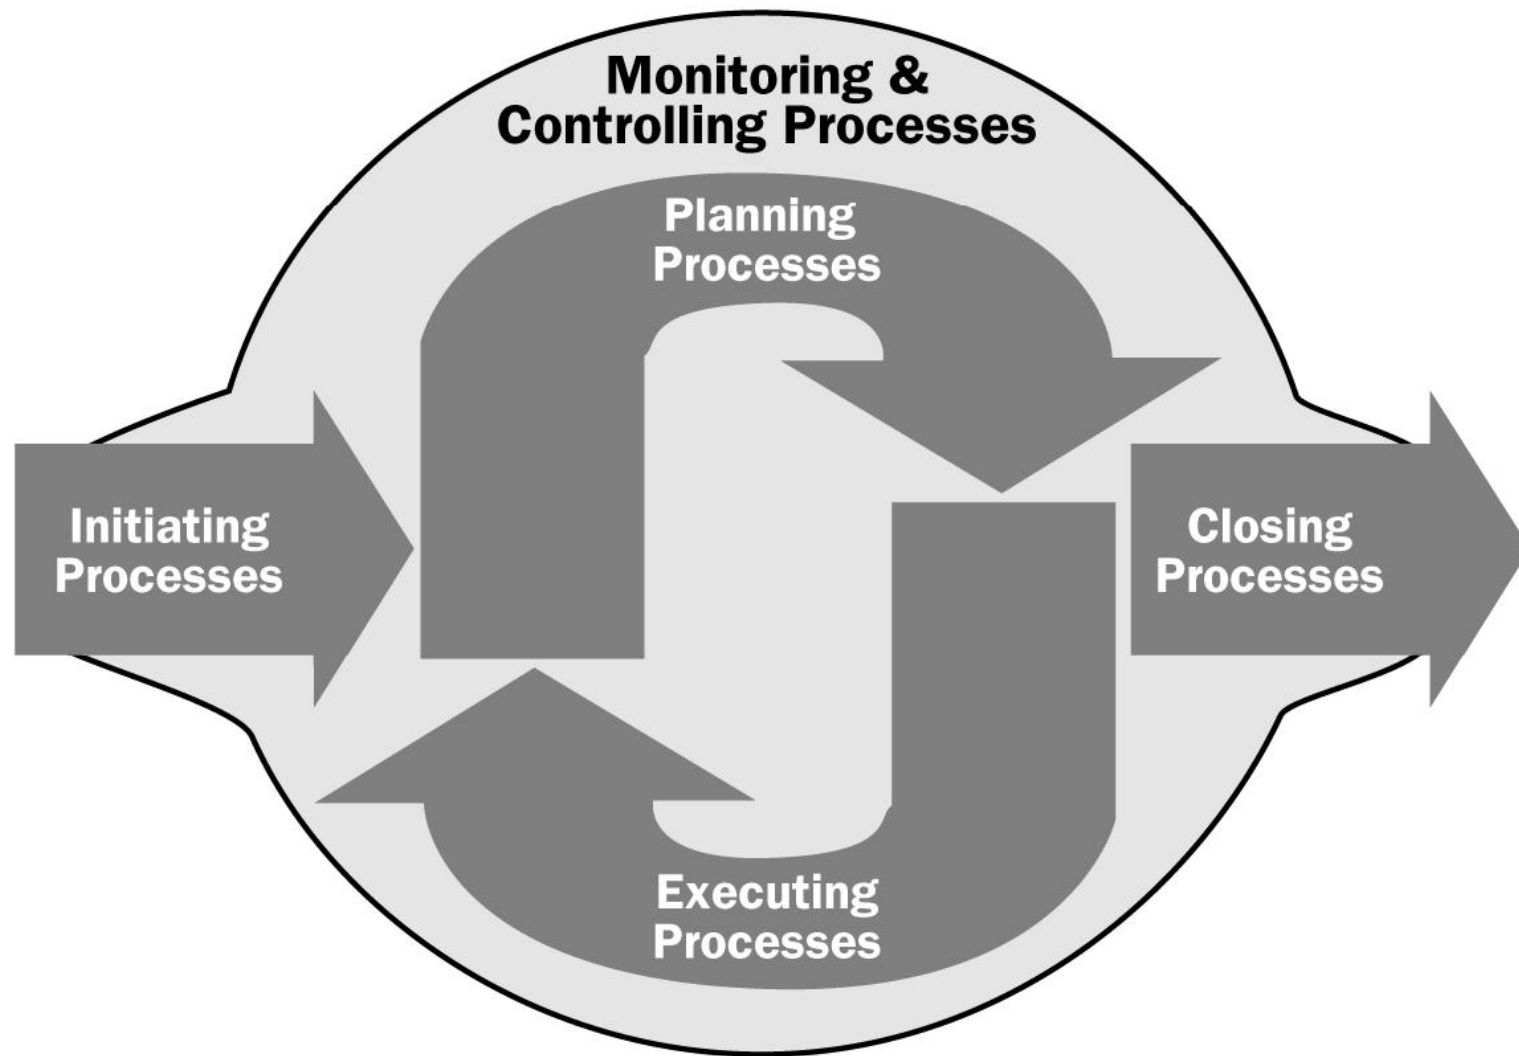 Monitoring &
Controlling Processes
Planning
Processes
Initiating
Processes
Closing
Processes
Executing
Processes